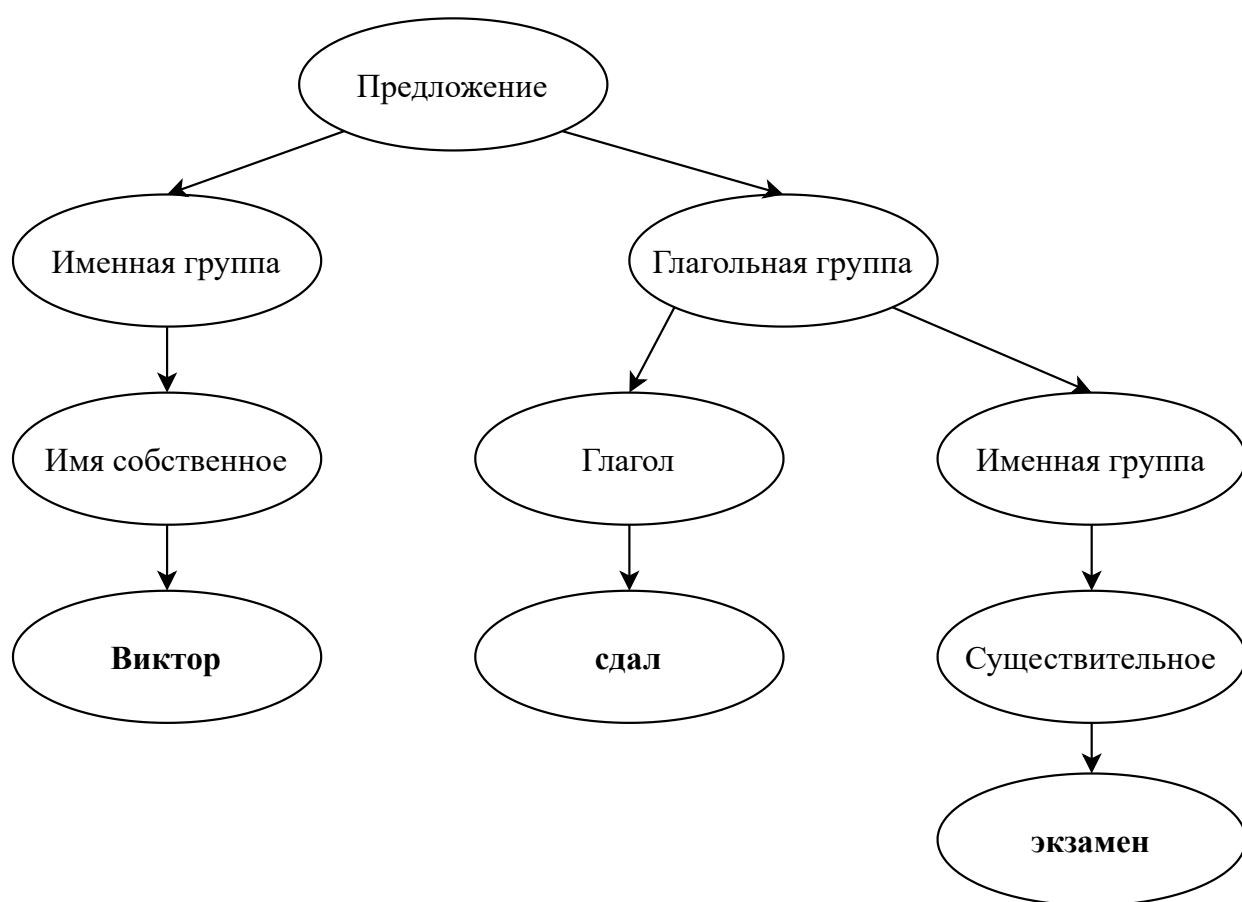 Предложение
Именная группа
Глагольная группа
Имя собственное
Глагол
Именная группа
Виктор
сдал
Существительное
экзамен